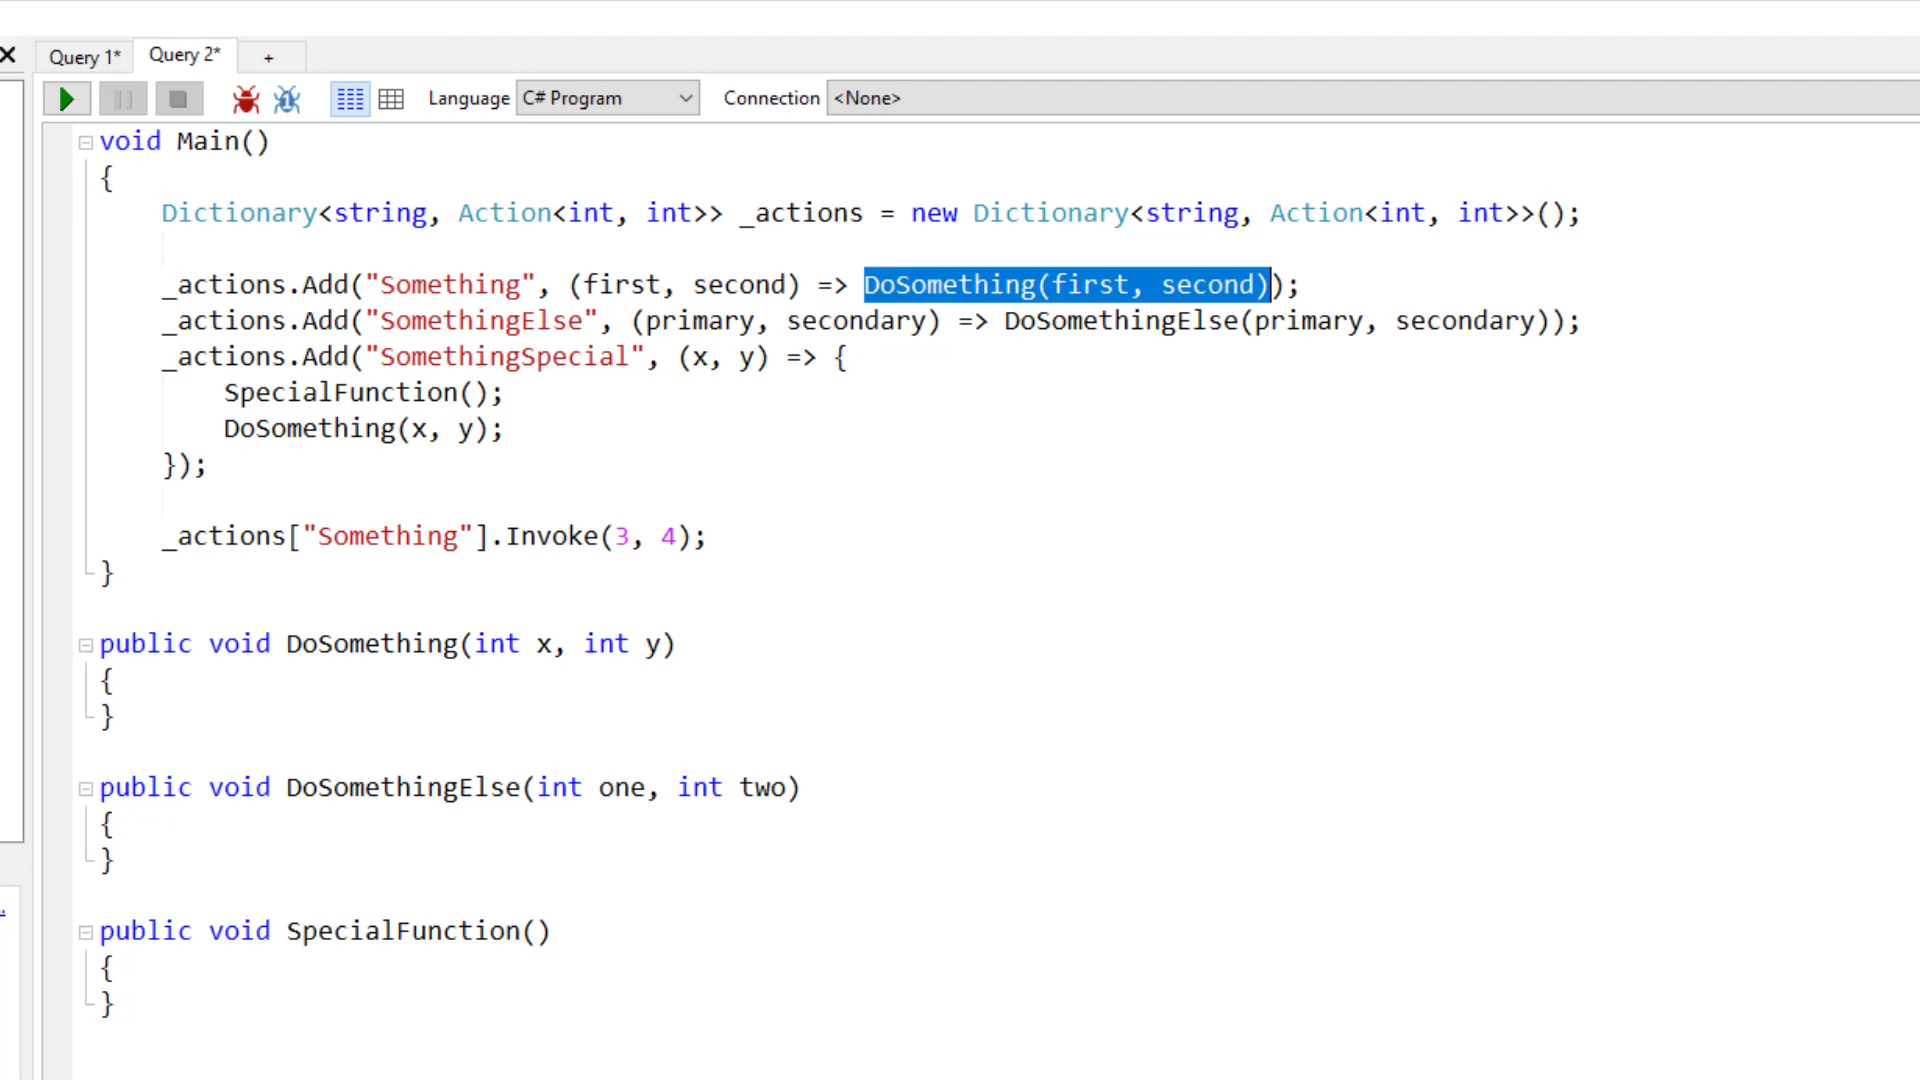 Query 1* Query 2* +
Language C# Program Connection <None>
void Main()
{
Dictionary<string, Action<int, int>> _actions = new Dictionary<string, Action<int, int>>();
_actions.Add("Something", (first, second) => DoSomething(first, second));
_actions.Add("SomethingElse", (primary, secondary) => DoSomethingElse(primary, secondary));
_actions.Add("SomethingSpecial", (x, y) => {
SpecialFunction();
DoSomething(x, y);
});
_actions["Something"].Invoke(3, 4);
}
public void DoSomething(int x, int y)
{
}
public void DoSomethingElse(int one, int two)
{
}
public void SpecialFunction()
{
}